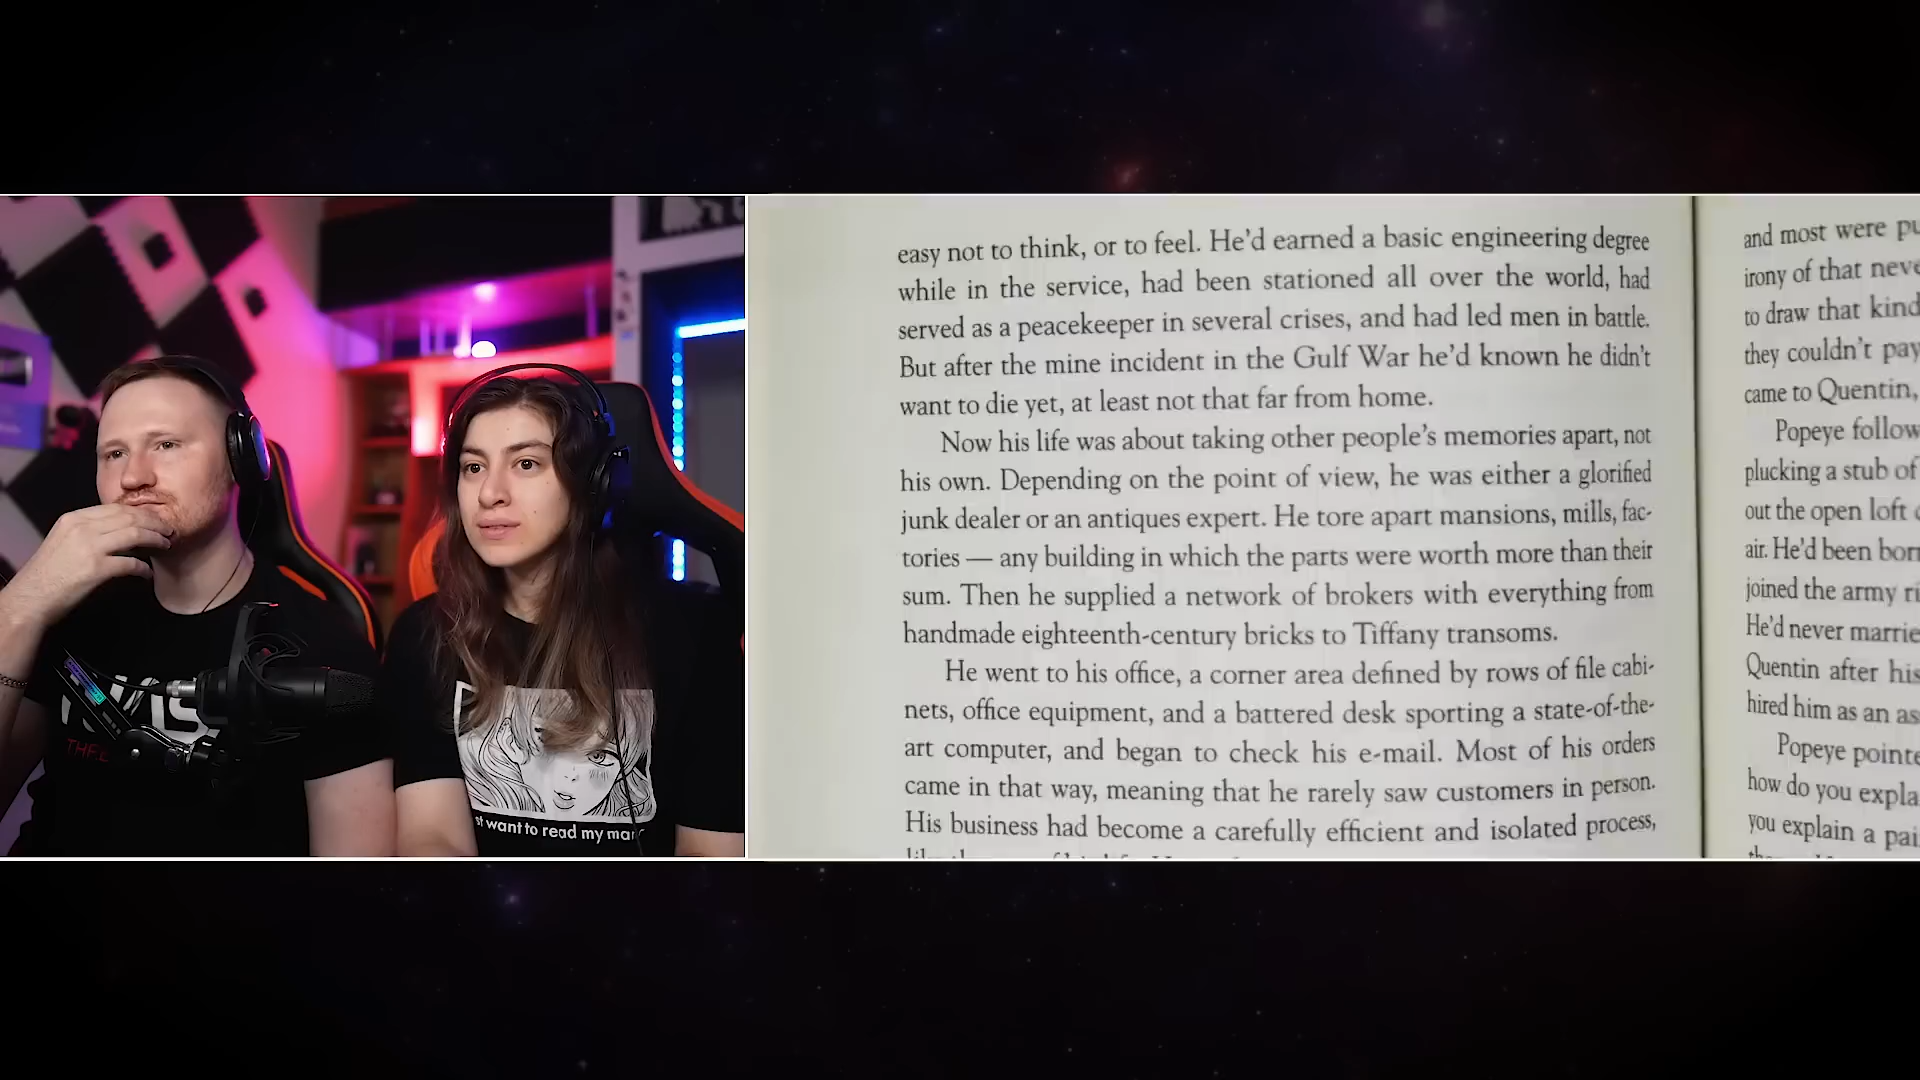 easy not to think, or to feel. He'd earned a basic engineering degree
while in the service, had been stationed all over the world, had
served as a peacekeeper in several crises, and had led men in battle.
But after the mine incident in the Gulf War he'd known he didn't
want to die yet, at least not that far from home.
Now his life was about taking other people's memories apart, not
his own. Depending on the point of view, he was either a glorified
junk dealer or an antiques expert. He tore apart mansions, mills, fac-
tories — any building in which the parts were worth more than their
sum. Then he supplied a network of brokers with everything from
handmade eighteenth-century bricks to Tiffany transoms.
He went to his office, a corner area defined by rows of file cabi-
nets, office equipment, and a battered desk sporting a state-of-the-
art computer, and began to check his e-mail. Most of his orders
came in that way, meaning that he rarely saw customers in person.
His business had become a carefully efficient and isolated process,
and most were
irony of that
to draw that kind
they couldn't pay
came to Quentin,
Popeye
plucking a stub of
out the open loft
air. He'd been
joined the army
He'd never
Quentin after his
hired him as an
Popeye
how do you
you explain a
want to read my